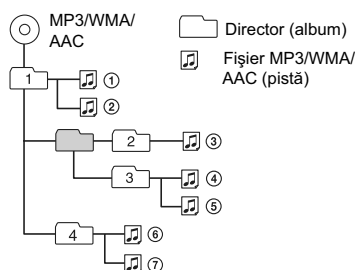 MP3/WMA/
AAC
Director (album)
Fişier MP3/WMA/
AAC (pistă)
1
①
②
2
③
3
④
⑤
4
⑥
⑦